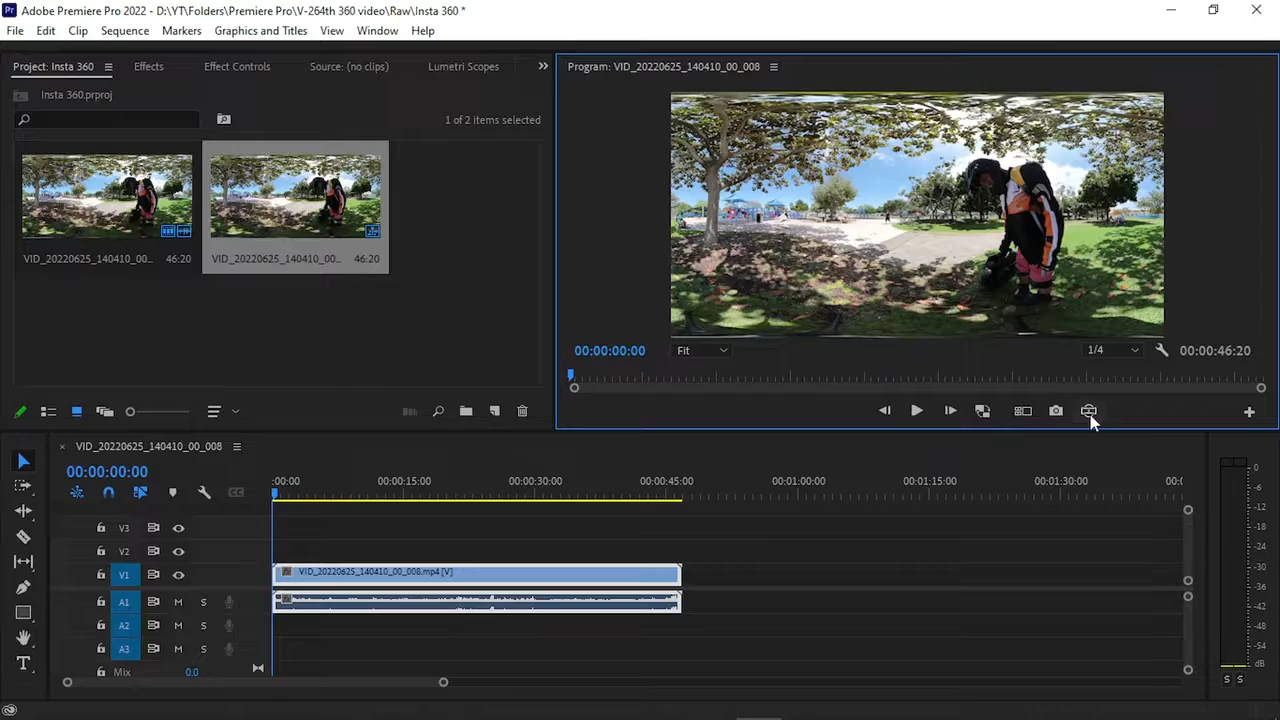 Pr Adobe Premiere Pro 2022 - D:\YT\Folders\Premiere Pro\V-264th 360 video\Raw\Insta 360 *
File Edit Clip Sequence Markers Graphics and Titles View Window Help
Project: Insta 360 Effects Effect Controls Source: (no clips) Lumetri Scopes
Program: VID_20220625_140410_00_008
Insta 360.prproj
1 of 2 items selected
VID_20220625_140410_00... 46:20
VID_20220625_140410_00... 46:20
00:00:00:00 Fit 1/4 00:00:46:20
VID_20220625_140410_00_008
00:00:00:00
:00:00 00:00:15:00 00:00:30:00 00:00:45:00 00:01:00:00 00:01:15:00 00:01:30:00 00:0
V3
V2
V1 VID_20220625_140410_00_008.mp4 [V]
A1 M S
A2 M S
A3 M S
Mix 0.0
0
-6
-12
-18
-24
-30
-36
-42
-48
-54
dB
S S